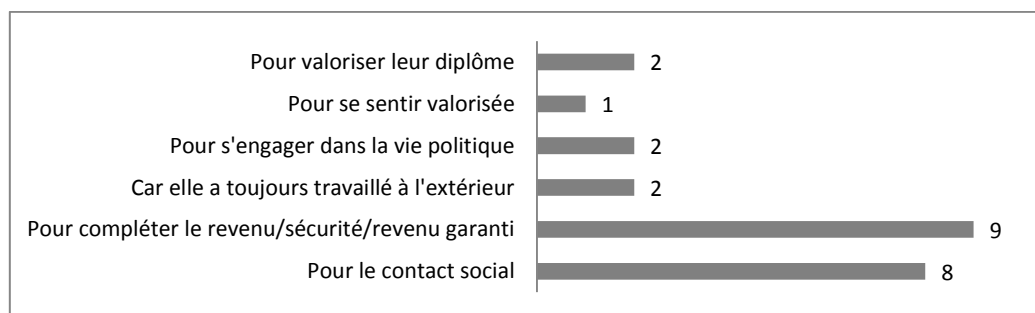 Pour valoriser leur diplôme 2
Pour se sentir valorisée 1
Pour s'engager dans la vie politique 2
Car elle a toujours travaillé à l'extérieur 2
Pour compléter le revenu/sécurité/revenu garanti 9
Pour le contact social 8